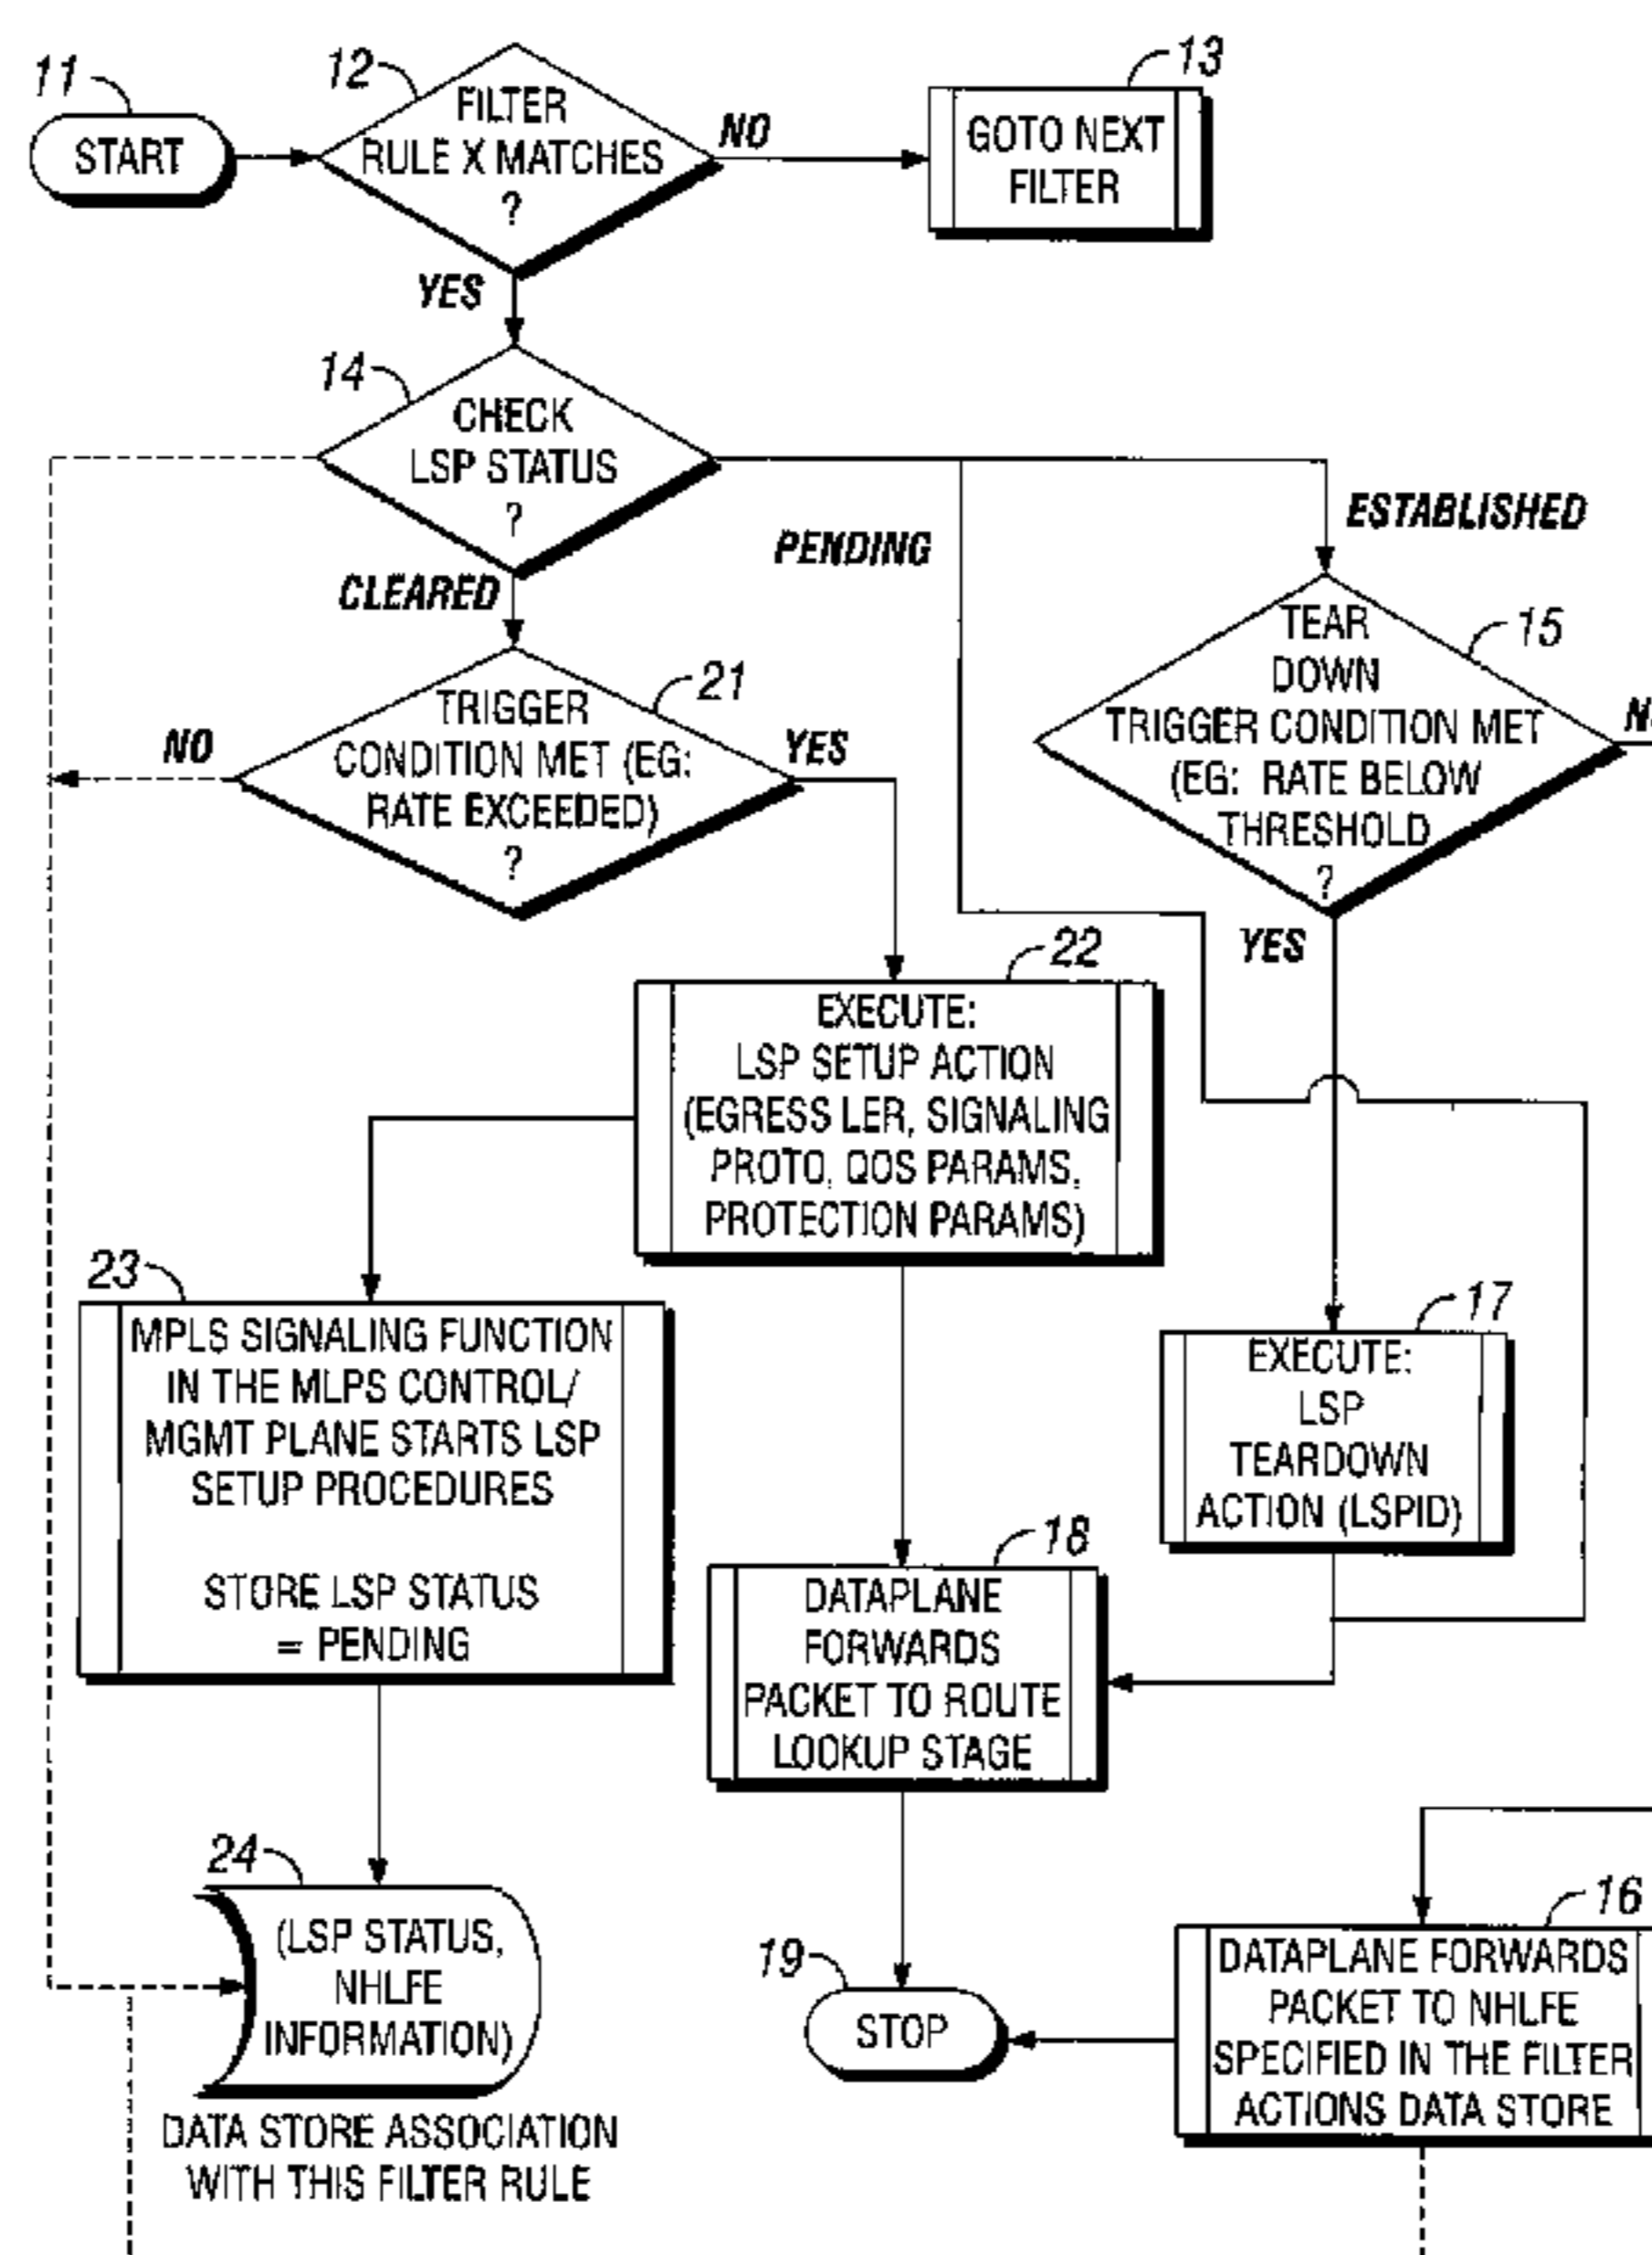 11
START
12
FILTER
RULE X MATCHES
?
NO
13
GOTO NEXT
FILTER
YES
14
CHECK
LSP STATUS
?
PENDING
ESTABLISHED
CLEARED
15
TEAR
DOWN
TRIGGER CONDITION MET
(EG: RATE BELOW
THRESHOLD
?
YES
21
TRIGGER
CONDITION MET (EG:
RATE EXCEEDED)
?
NO
YES
22
EXECUTE:
LSP SETUP ACTION
(EGRESS LER, SIGNALING
PROTO, QOS PARAMS,
PROTECTION PARAMS)
23
MPLS SIGNALING FUNCTION
IN THE MLPS CONTROL/
MGMT PLANE STARTS LSP
SETUP PROCEDURES
STORE LSP STATUS
= PENDING
17
EXECUTE:
LSP
TEARDOWN
ACTION (LSPID)
18
DATAPLANE
FORWARDS
PACKET TO ROUTE
LOOKUP STAGE
24
(LSP STATUS,
NHLFE
INFORMATION)
DATA STORE ASSOCIATION
WITH THIS FILTER RULE
19
STOP
16
DATAPLANE FORWARDS
PACKET TO NHLFE
SPECIFIED IN THE FILTER
ACTIONS DATA STORE